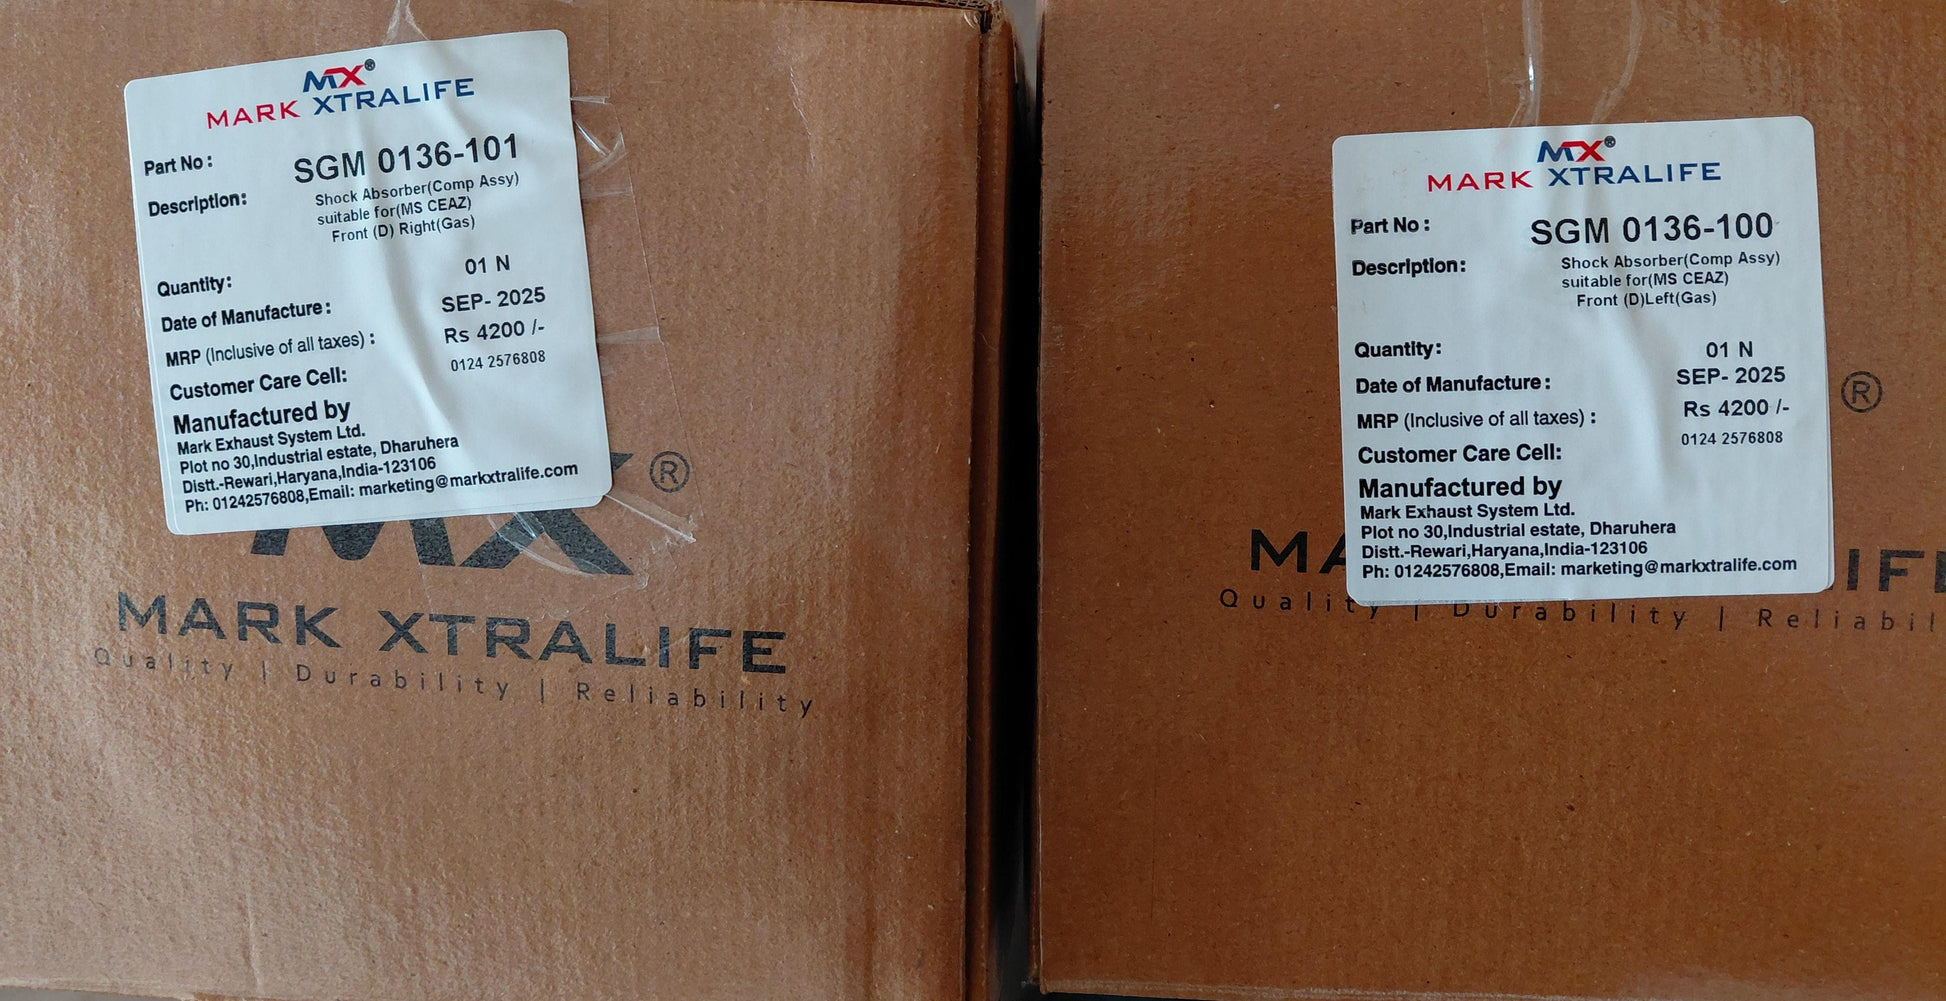 MX®
MARK XTRALIFE
Part No : SGM 0136-101
Description: Shock Absorber(Comp Assy)
suitable for(MS CEAZ)
Front (D) Right(Gas)
Quantity: 01 N
Date of Manufacture : SEP- 2025
MRP (Inclusive of all taxes) : Rs 4200 /-
Customer Care Cell: 0124 2576808
Manufactured by
Mark Exhaust System Ltd.
Plot no 30,Industrial estate, Dharuhera
Distt.-Rewari,Haryana,India-123106
Ph: 01242576808,Email: marketing@markxtralife.com
MX®
MARK XTRALIFE
Quality | Durability | Reliability
MX®
MARK XTRALIFE
Part No : SGM 0136-100
Description: Shock Absorber(Comp Assy)
suitable for(MS CEAZ)
Front (D)Left(Gas)
Quantity: 01 N
Date of Manufacture : SEP- 2025
MRP (Inclusive of all taxes) : Rs 4200 /-
Customer Care Cell: 0124 2576808
Manufactured by
Mark Exhaust System Ltd.
Plot no 30,Industrial estate, Dharuhera
Distt.-Rewari,Haryana,India-123106
Ph: 01242576808,Email: marketing@markxtralife.com
®
MA IFE
Quality | Durability | Reliabil